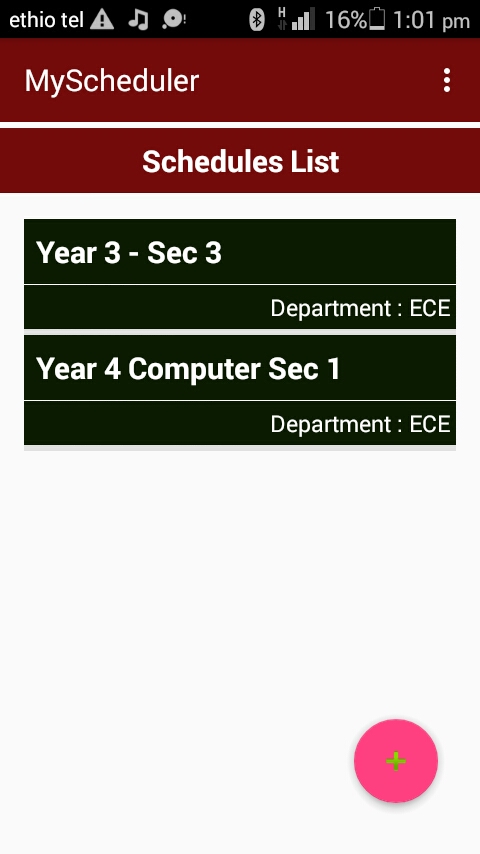 ethio tel H 16% 1:01 pm
MyScheduler
Schedules List
Year 3 - Sec 3
Department : ECE
Year 4 Computer Sec 1
Department : ECE
+